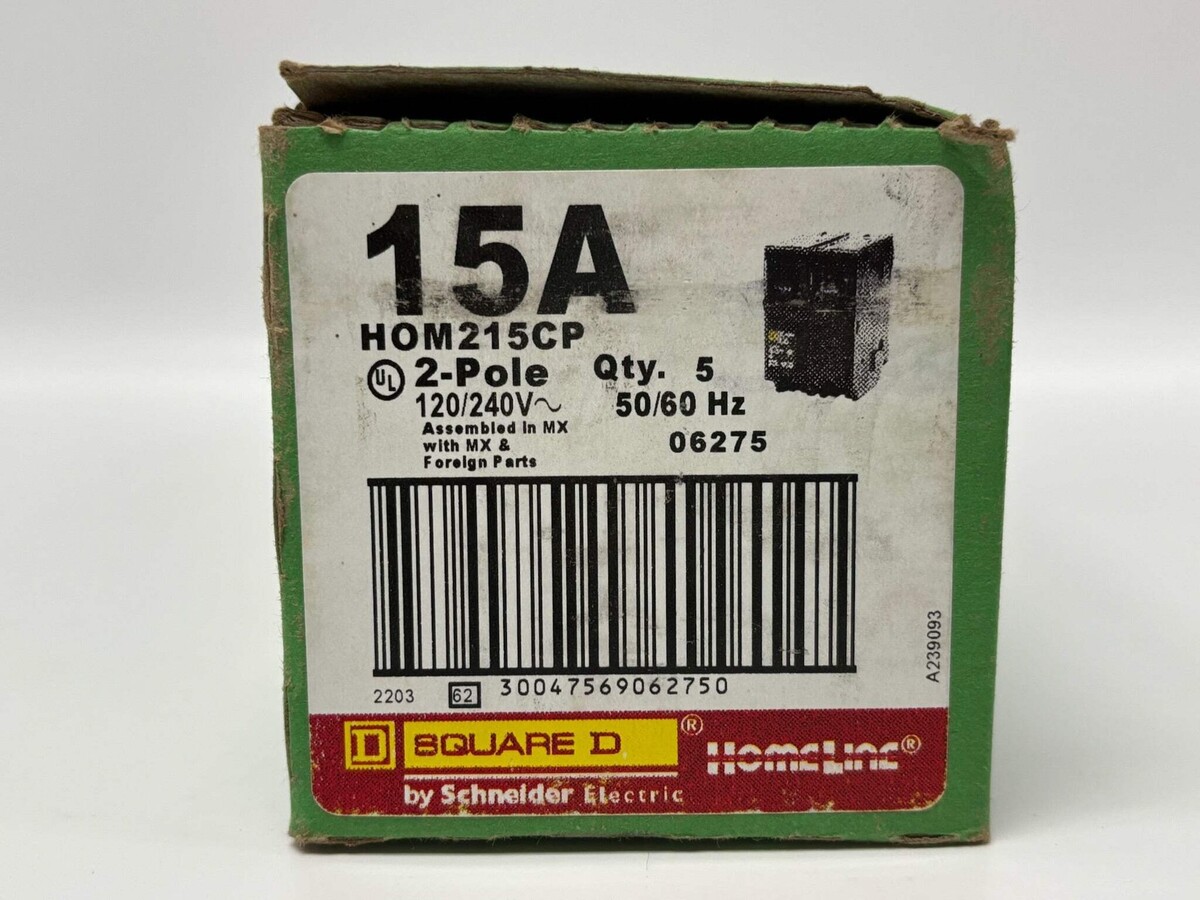 15A
HOM215CP
UL 2-Pole Qty. 5
120/240V~ 50/60 Hz
Assembled in MX
with MX &
Foreign Parts
06275
A239093
2203 62 30047569062750
D SQUARE D ® HOMELINE®
by Schneider Electric